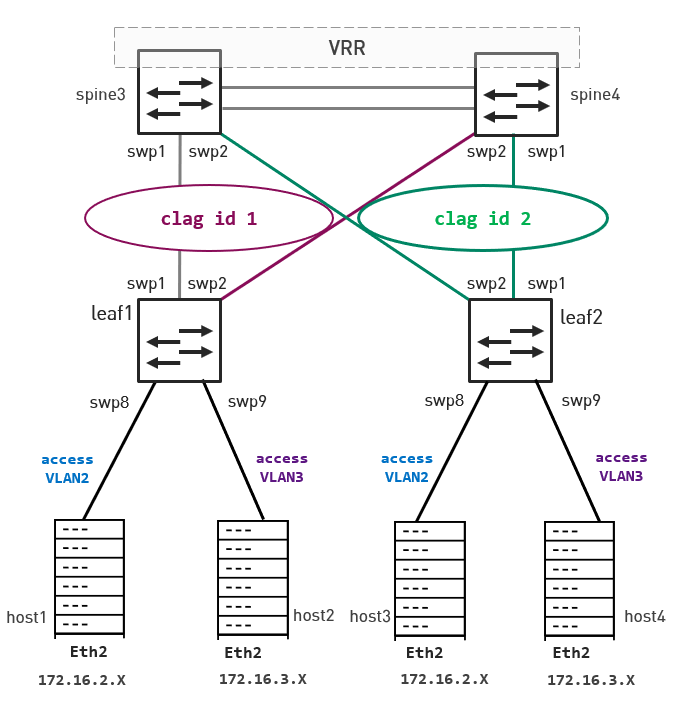 VRR
spine3
spine4
swp1
swp2
swp2
swp1
clag id 1
clag id 2
swp1
swp2
swp2
swp1
leaf1
leaf2
swp8
swp9
swp8
swp9
access
VLAN2
access
VLAN3
access
VLAN2
access
VLAN3
host1
host2
host3
host4
Eth2
Eth2
Eth2
Eth2
172.16.2.X
172.16.3.X
172.16.2.X
172.16.3.X